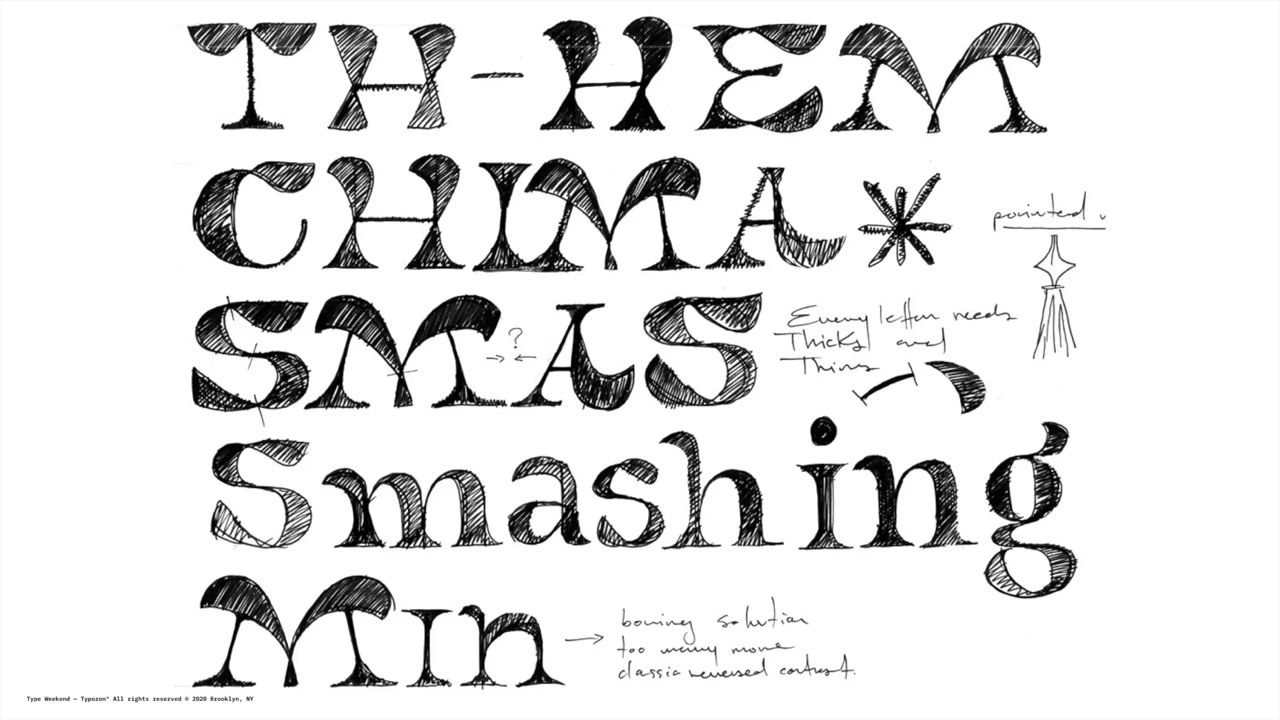 TH-HEM
CHIMA*
pointed
SMAS
?
Every letter needs
Thicks and
Thins
Smashing
Min
boring solution
too many more
classic reversed contrast.
Type Weekend — Typozon® All rights reserved © 2020 Brooklyn, NY